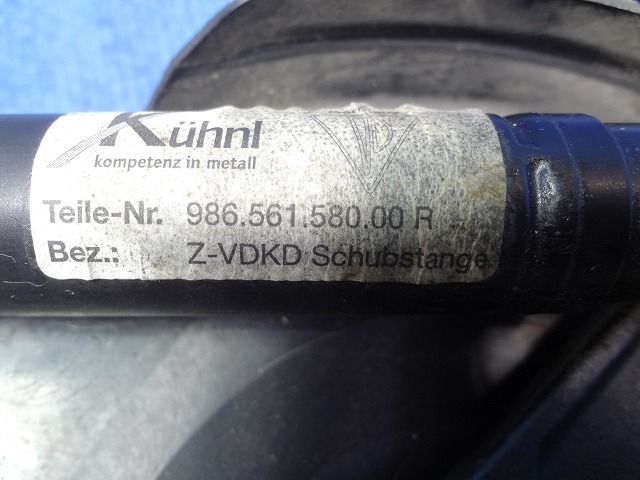 Kühnl
kompetenz in metall
Teile-Nr. 986.561.580.00 R
Bez.: Z-VDKD Schubstange